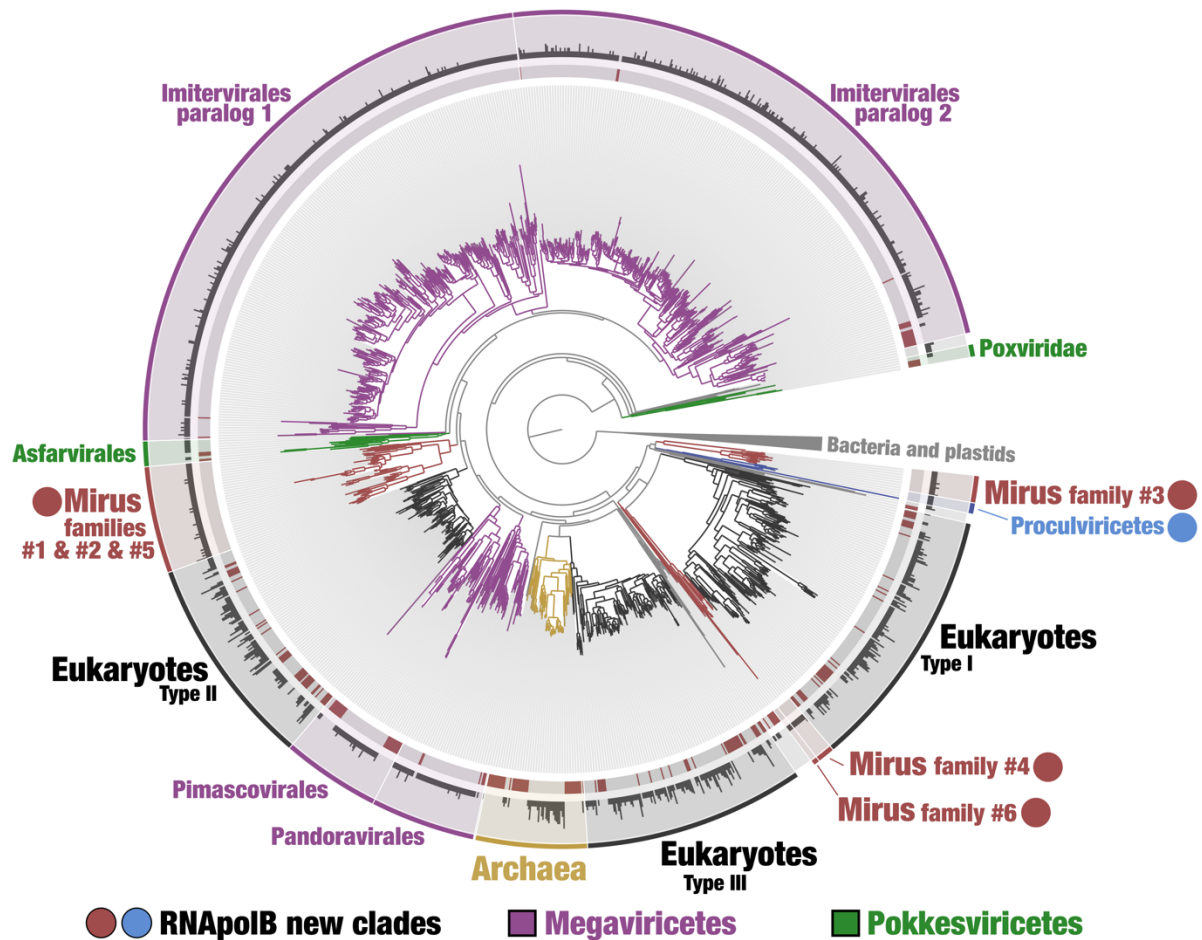 Imitervirales
paralog 1
Imitervirales
paralog 2
Poxviridae
Asfarvirales
Bacteria and plastids
Mirus
families
#1 & #2 & #5
Mirus family #3
Proculviricetes
Eukaryotes
Type I
Eukaryotes
Type II
Mirus family #4
Pimascovirales
Mirus family #6
Pandoravirales
Archaea
Eukaryotes
Type III
RNApolB new clades
Megaviricetes
Pokkesviricetes